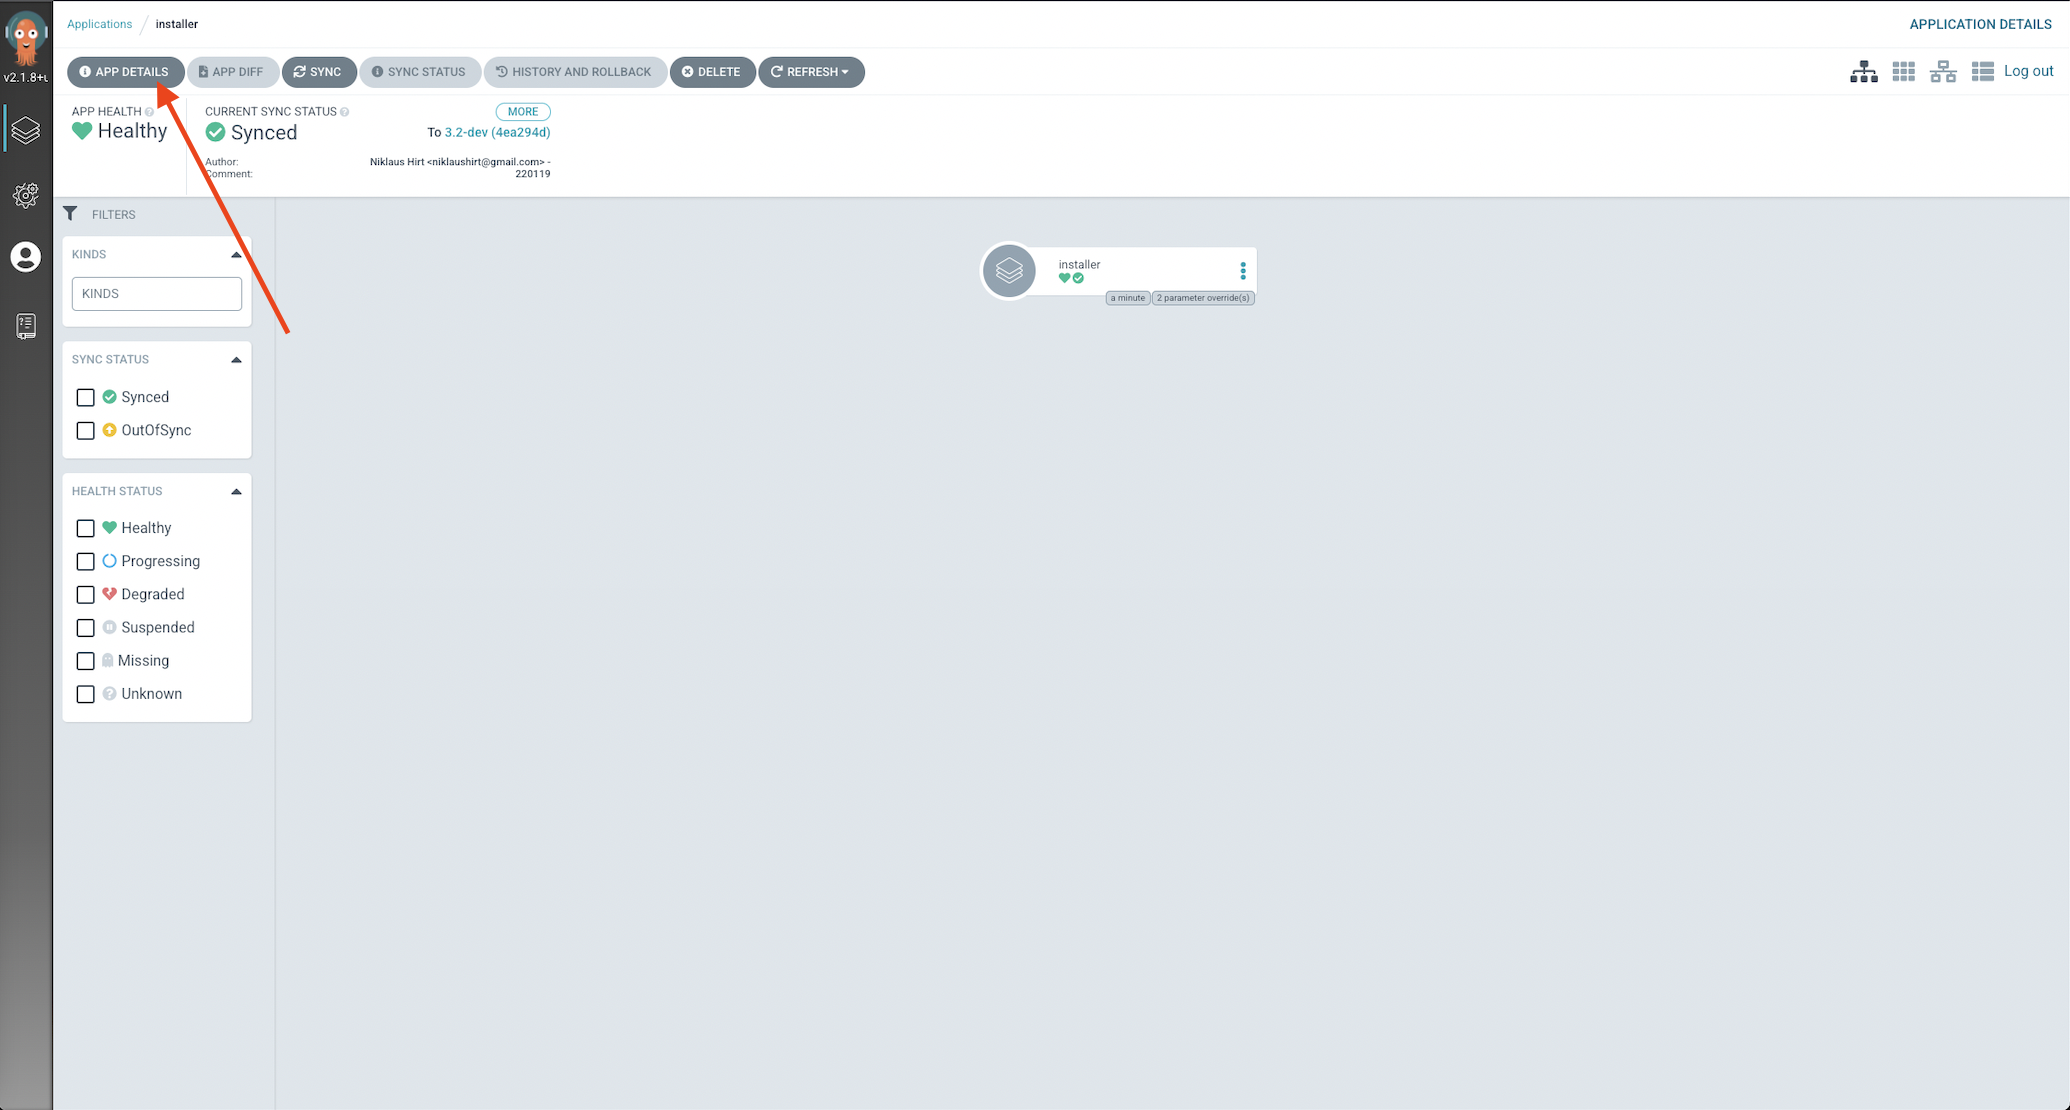 Applications / installer
APPLICATION DETAILS
v2.1.8+u
APP DETAILS
APP DIFF
SYNC
SYNC STATUS
HISTORY AND ROLLBACK
DELETE
REFRESH
Log out
APP HEALTH
Healthy
CURRENT SYNC STATUS
MORE
Synced
To 3.2-dev (4ea294d)
Author:
Niklaus Hirt <niklaushirt@gmail.com> -
Comment:
220119
FILTERS
KINDS
KINDS
SYNC STATUS
Synced
OutOfSync
HEALTH STATUS
Healthy
Progressing
Degraded
Suspended
Missing
Unknown
installer
a minute
2 parameter override(s)